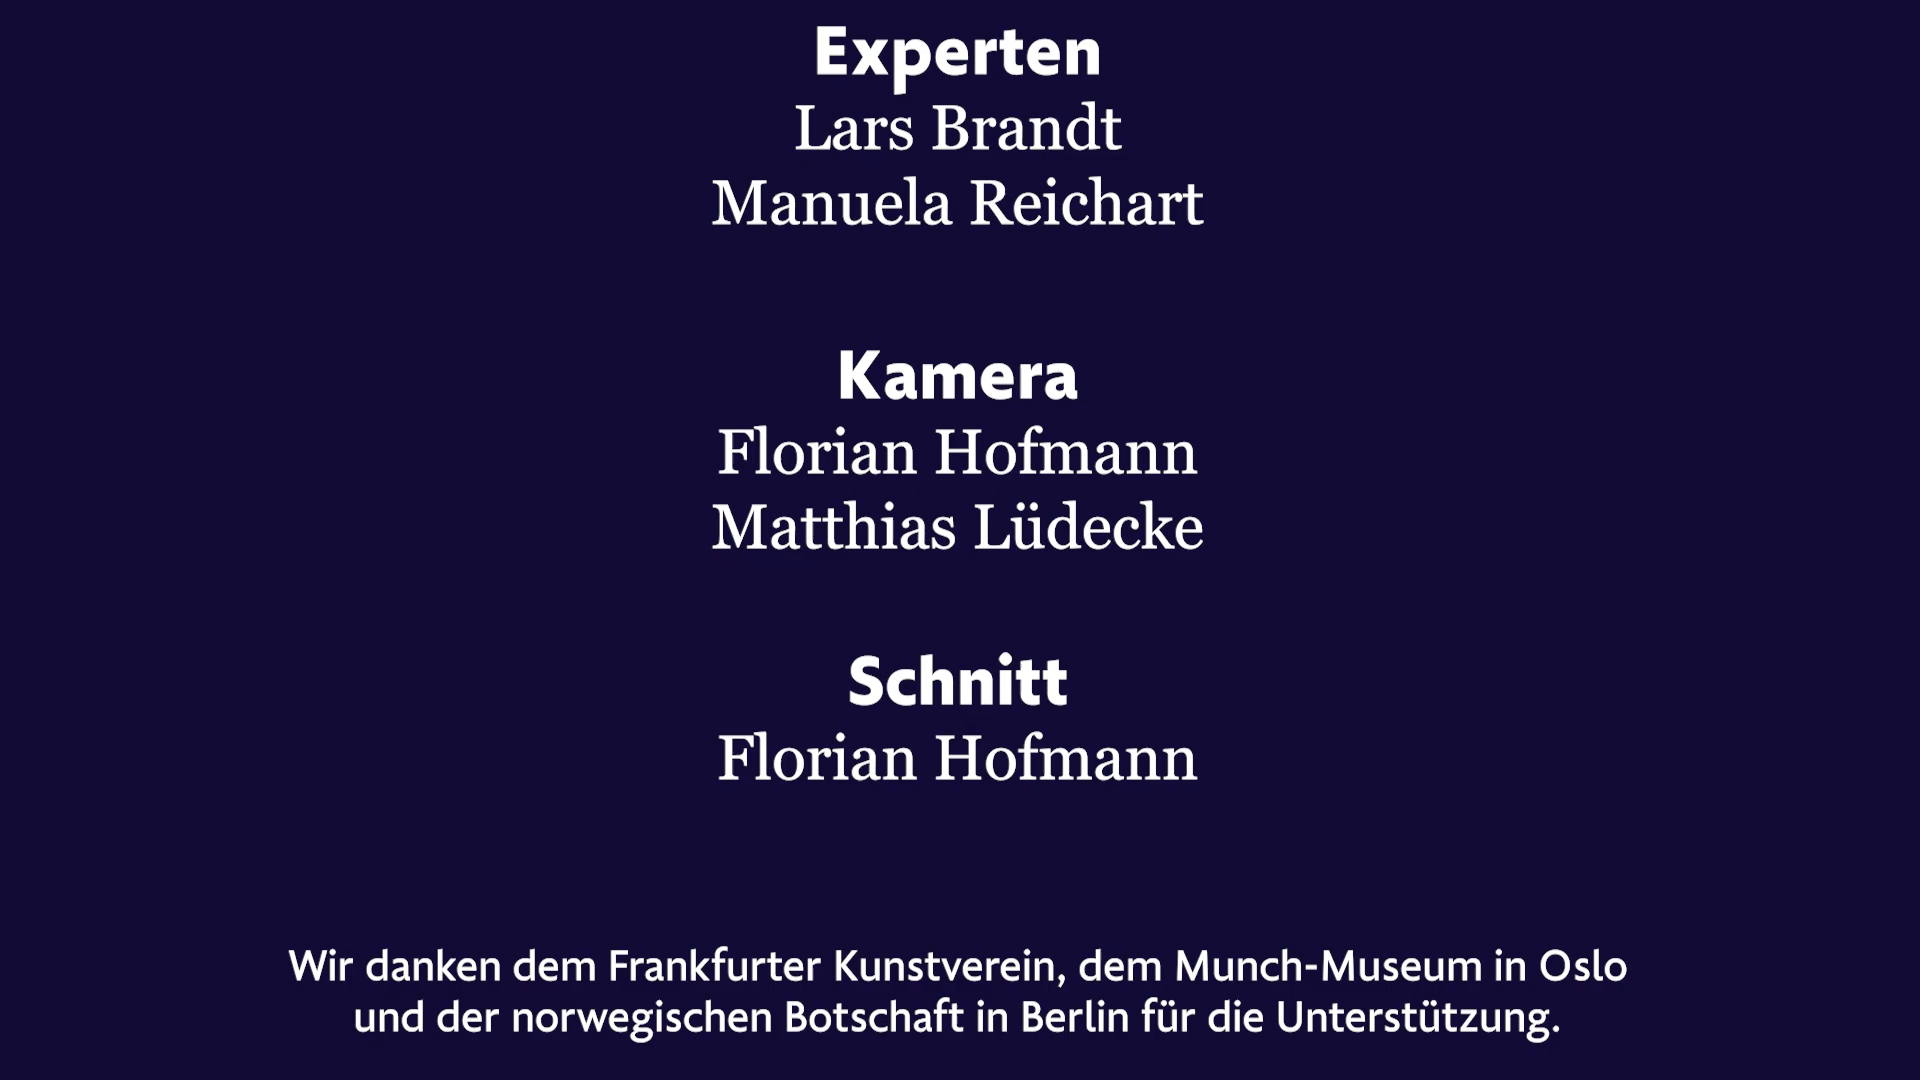 Experten
Lars Brandt
Manuela Reichart
Kamera
Florian Hofmann
Matthias Lüdecke
Schnitt
Florian Hofmann
Wir danken dem Frankfurter Kunstverein, dem Munch-Museum in Oslo
und der norwegischen Botschaft in Berlin für die Unterstützung.